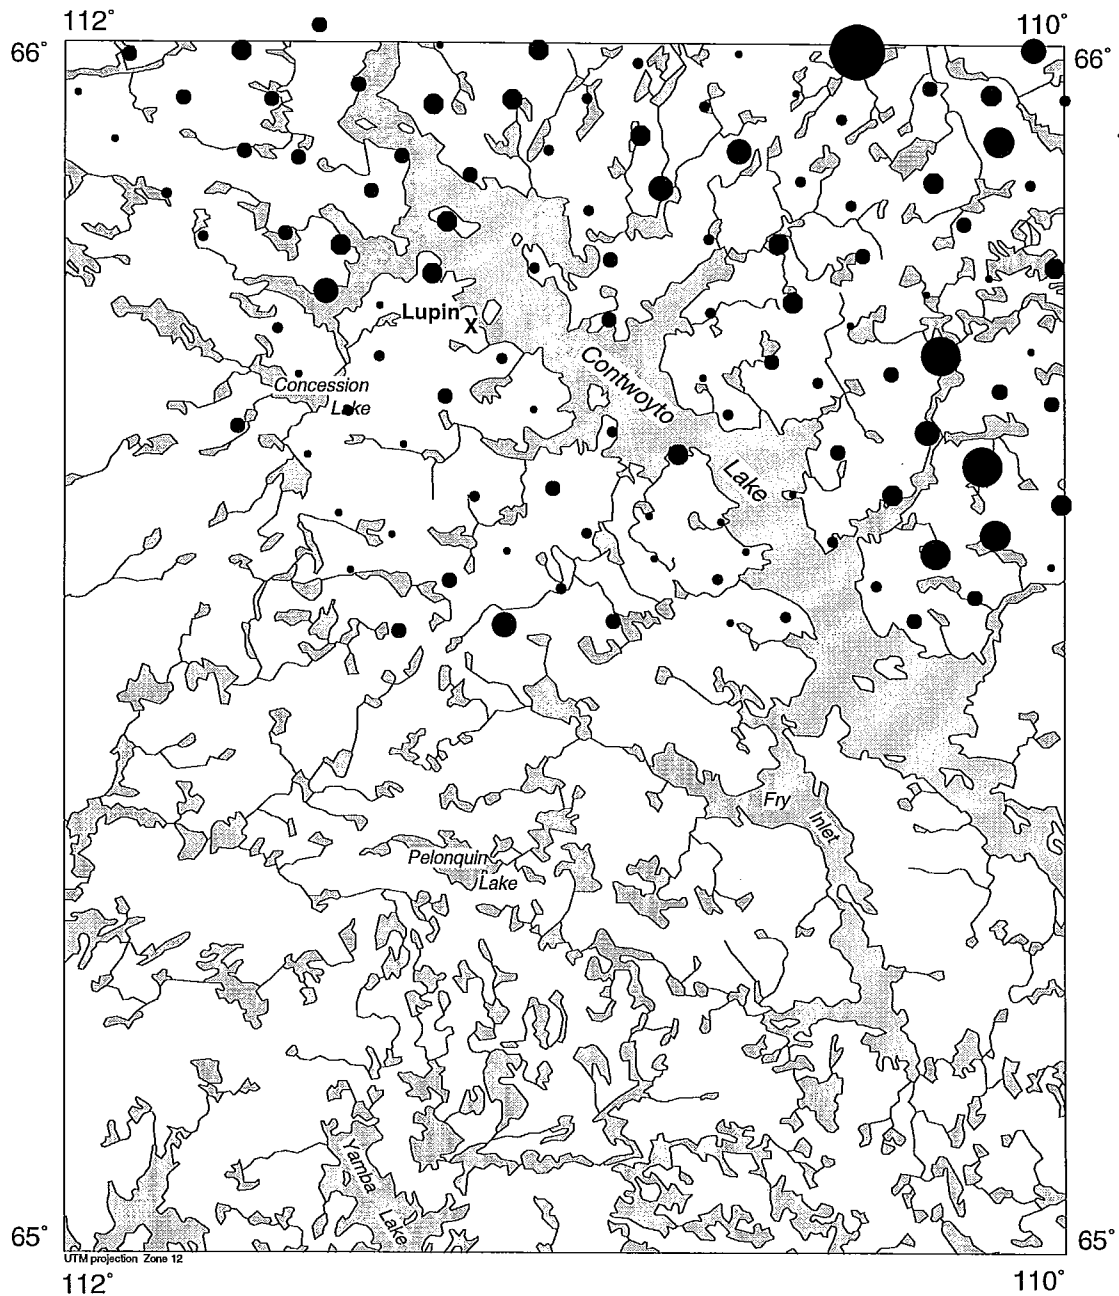 112°
110°
66°
66°
Lupin
X
Contwoyto
Lake
Concession
Lake
Fry
Inlet
Pelonquin
Lake
Yamba
Lake
65°
65°
UTM projection Zone 12
112°
110°